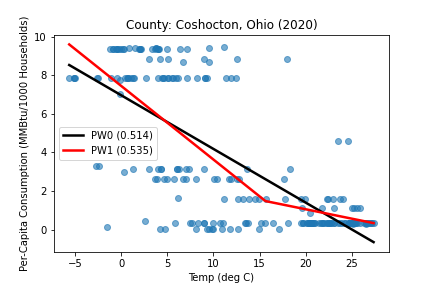 County: Coshocton, Ohio (2020)
Per-Capita Consumption (MMBtu/1000 Households)
10
8
6
4
2
0
PW0 (0.514)
PW1 (0.535)
−5
0
5
10
15
20
25
Temp (deg C)